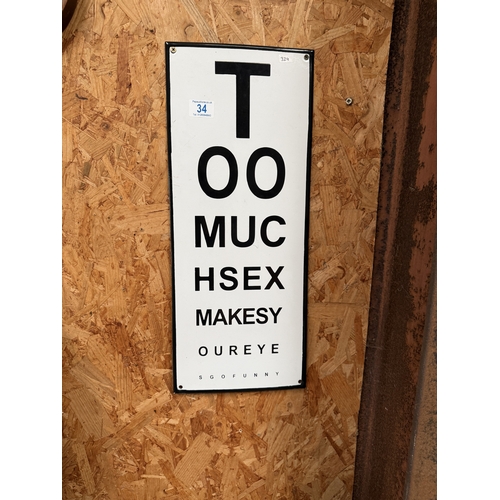 T
34
OO
MUC
HSEX
MAKESY
OUREYE
SGOFUNNY